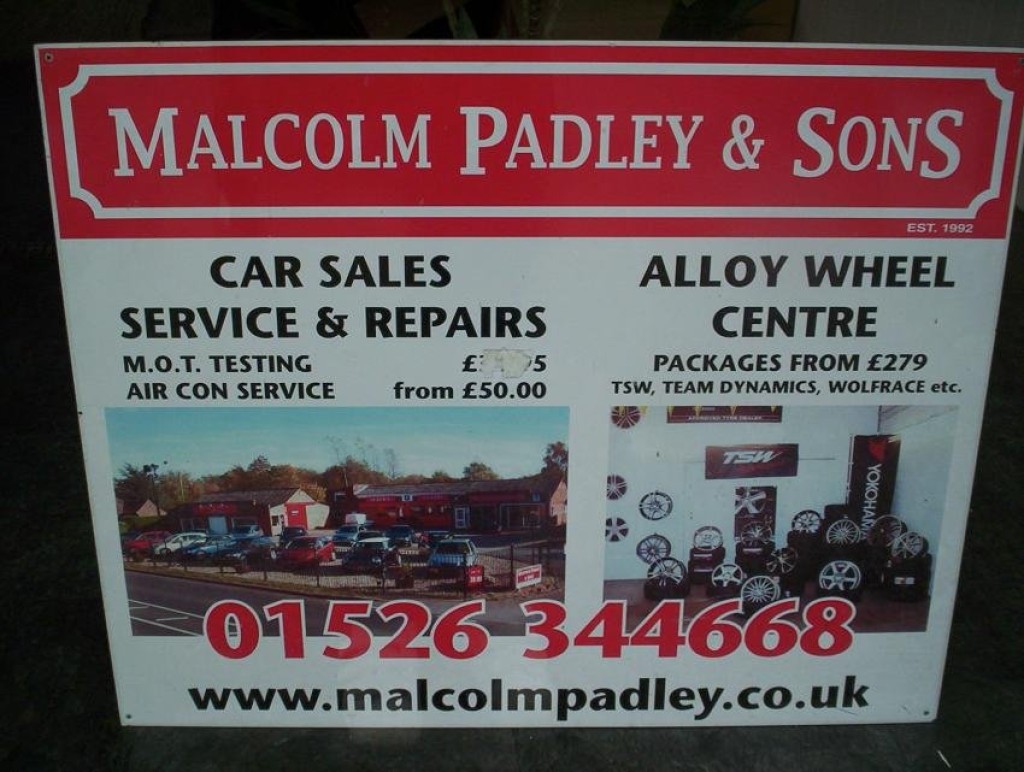 MALCOLM PADLEY & SONS
EST. 1992
CAR SALES
SERVICE & REPAIRS
M.O.T. TESTING
AIR CON SERVICE from £50.00
ALLOY WHEEL
CENTRE
PACKAGES FROM £279
TSW, TEAM DYNAMICS, WOLFRACE etc.
TSW
YOKOHAMA
01526 344668
www.malcolmpadley.co.uk